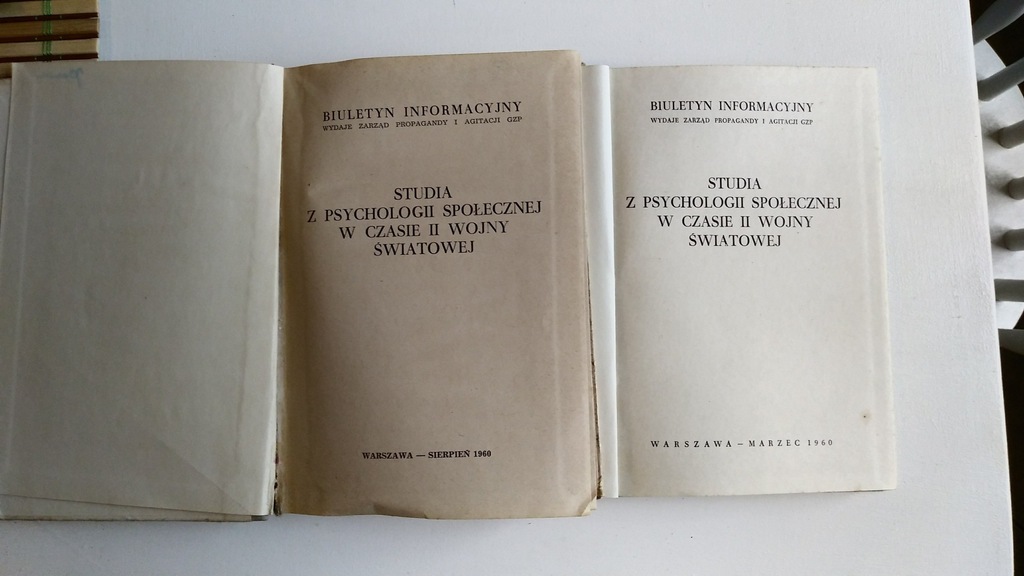 BIULETYN INFORMACYJNY
WYDAJE ZARZĄD PROPAGANDY I AGITACJI GZP
STUDIA
Z PSYCHOLOGII SPOŁECZNEJ
W CZASIE II WOJNY
ŚWIATOWEJ
WARSZAWA — SIERPIEŃ 1960
BIULETYN INFORMACYJNY
WYDAJE ZARZĄD PROPAGANDY I AGITACJI GZP
STUDIA
Z PSYCHOLOGII SPOŁECZNEJ
W CZASIE II WOJNY
ŚWIATOWEJ
WARSZAWA — MARZEC 1960